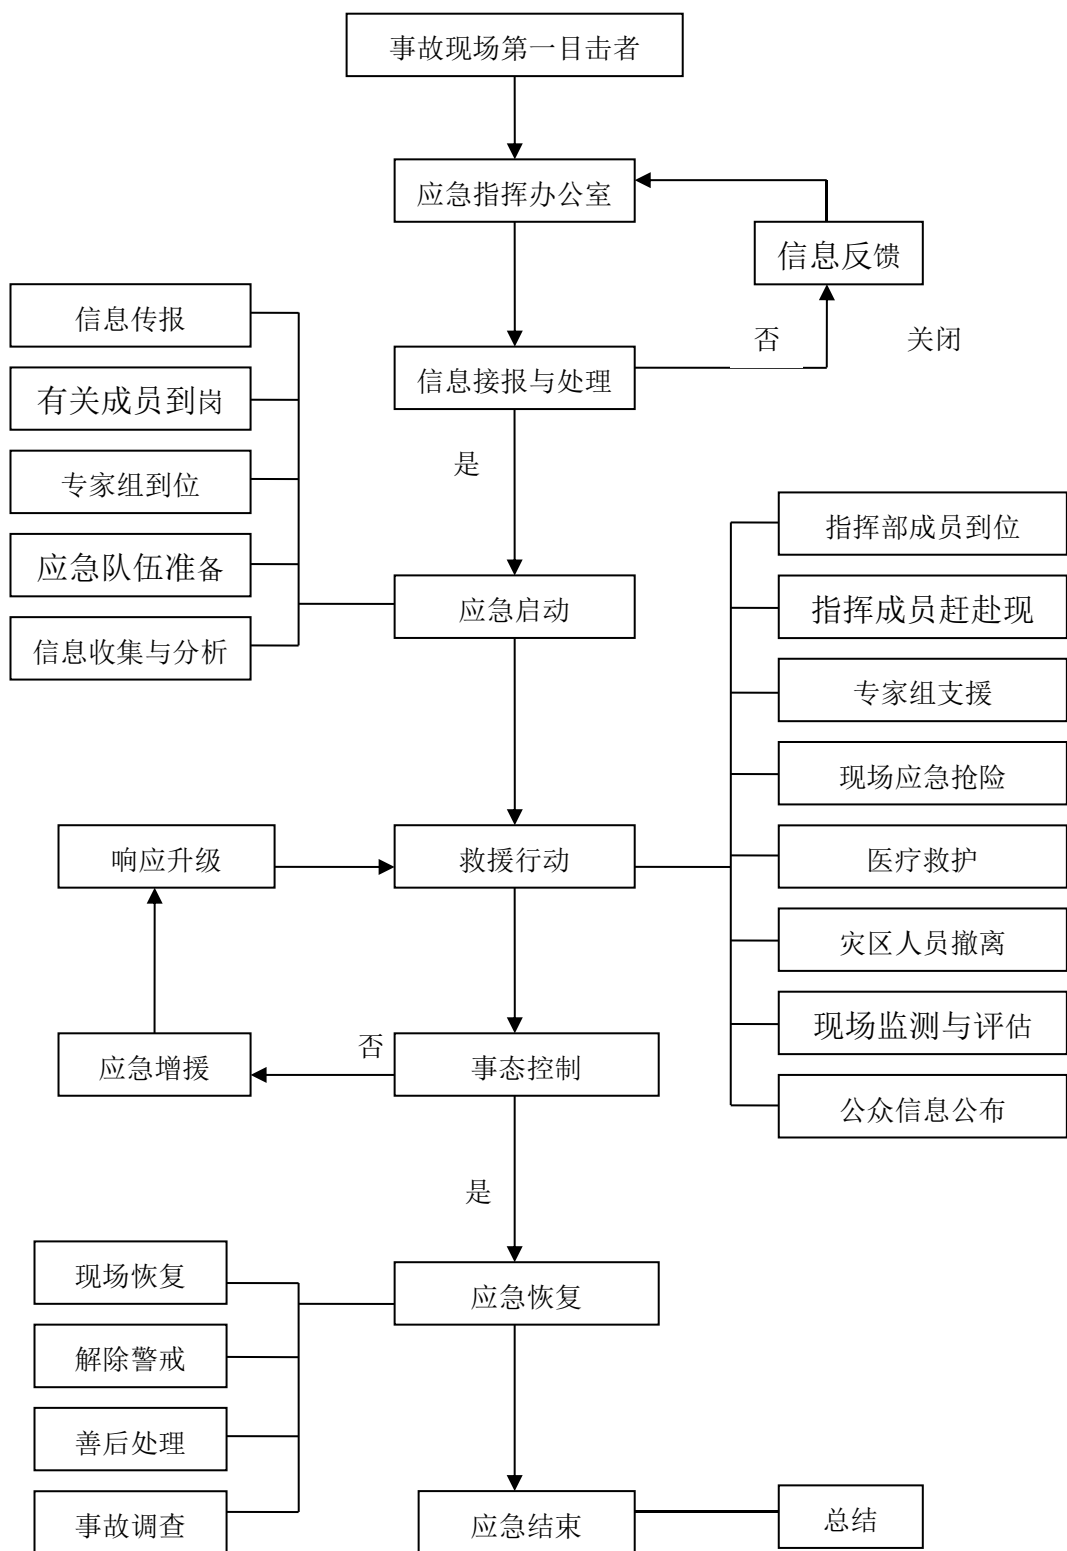 事故现场第一目击者
应急指挥办公室
信息反馈
信息传报
否
关闭
信息接报与处理
有关成员到岗
是
专家组到位
指挥部成员到位
应急队伍准备
应急启动
指挥成员赶赴现
信息收集与分析
专家组支援
现场应急抢险
响应升级
救援行动
医疗救护
灾区人员撤离
现场监测与评估
否
应急增援
事态控制
公众信息公布
是
现场恢复
应急恢复
解除警戒
善后处理
事故调查
应急结束
总结